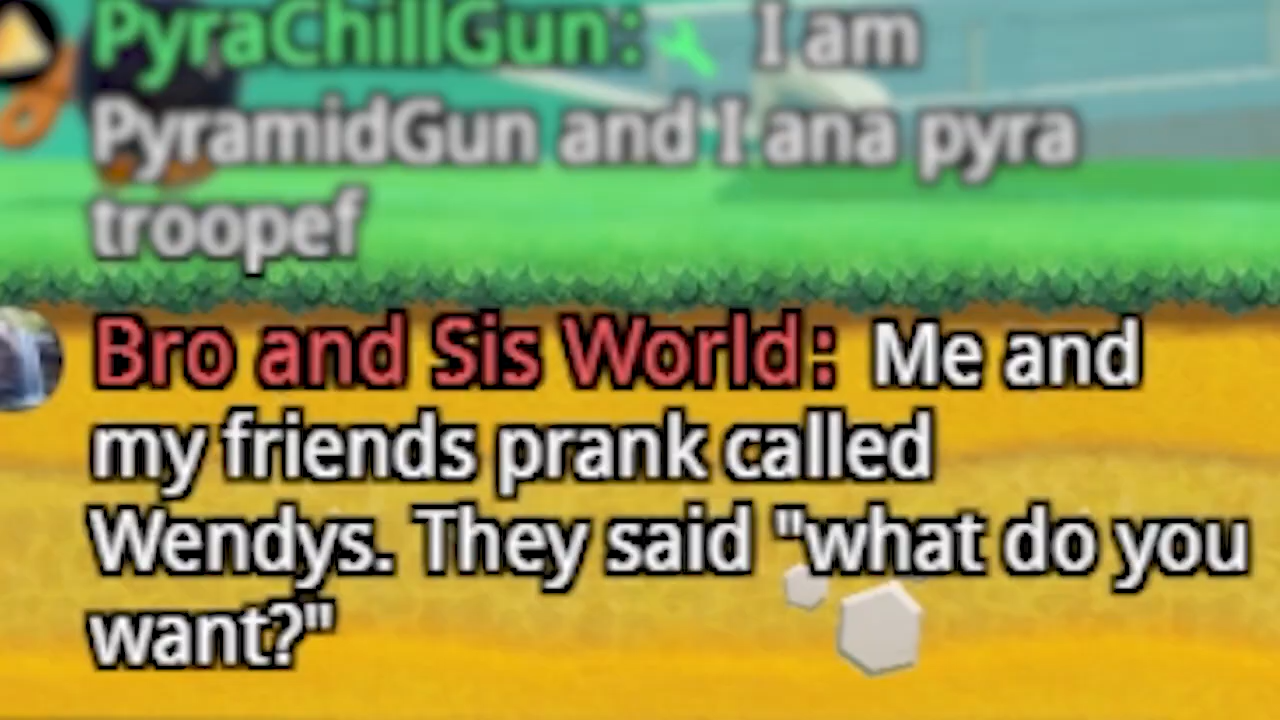 PyraChillGun: I am
PyramidGun and I ana pyra
troopef
Bro and Sis World: Me and
my friends prank called
Wendys. They said "what do you
want?"